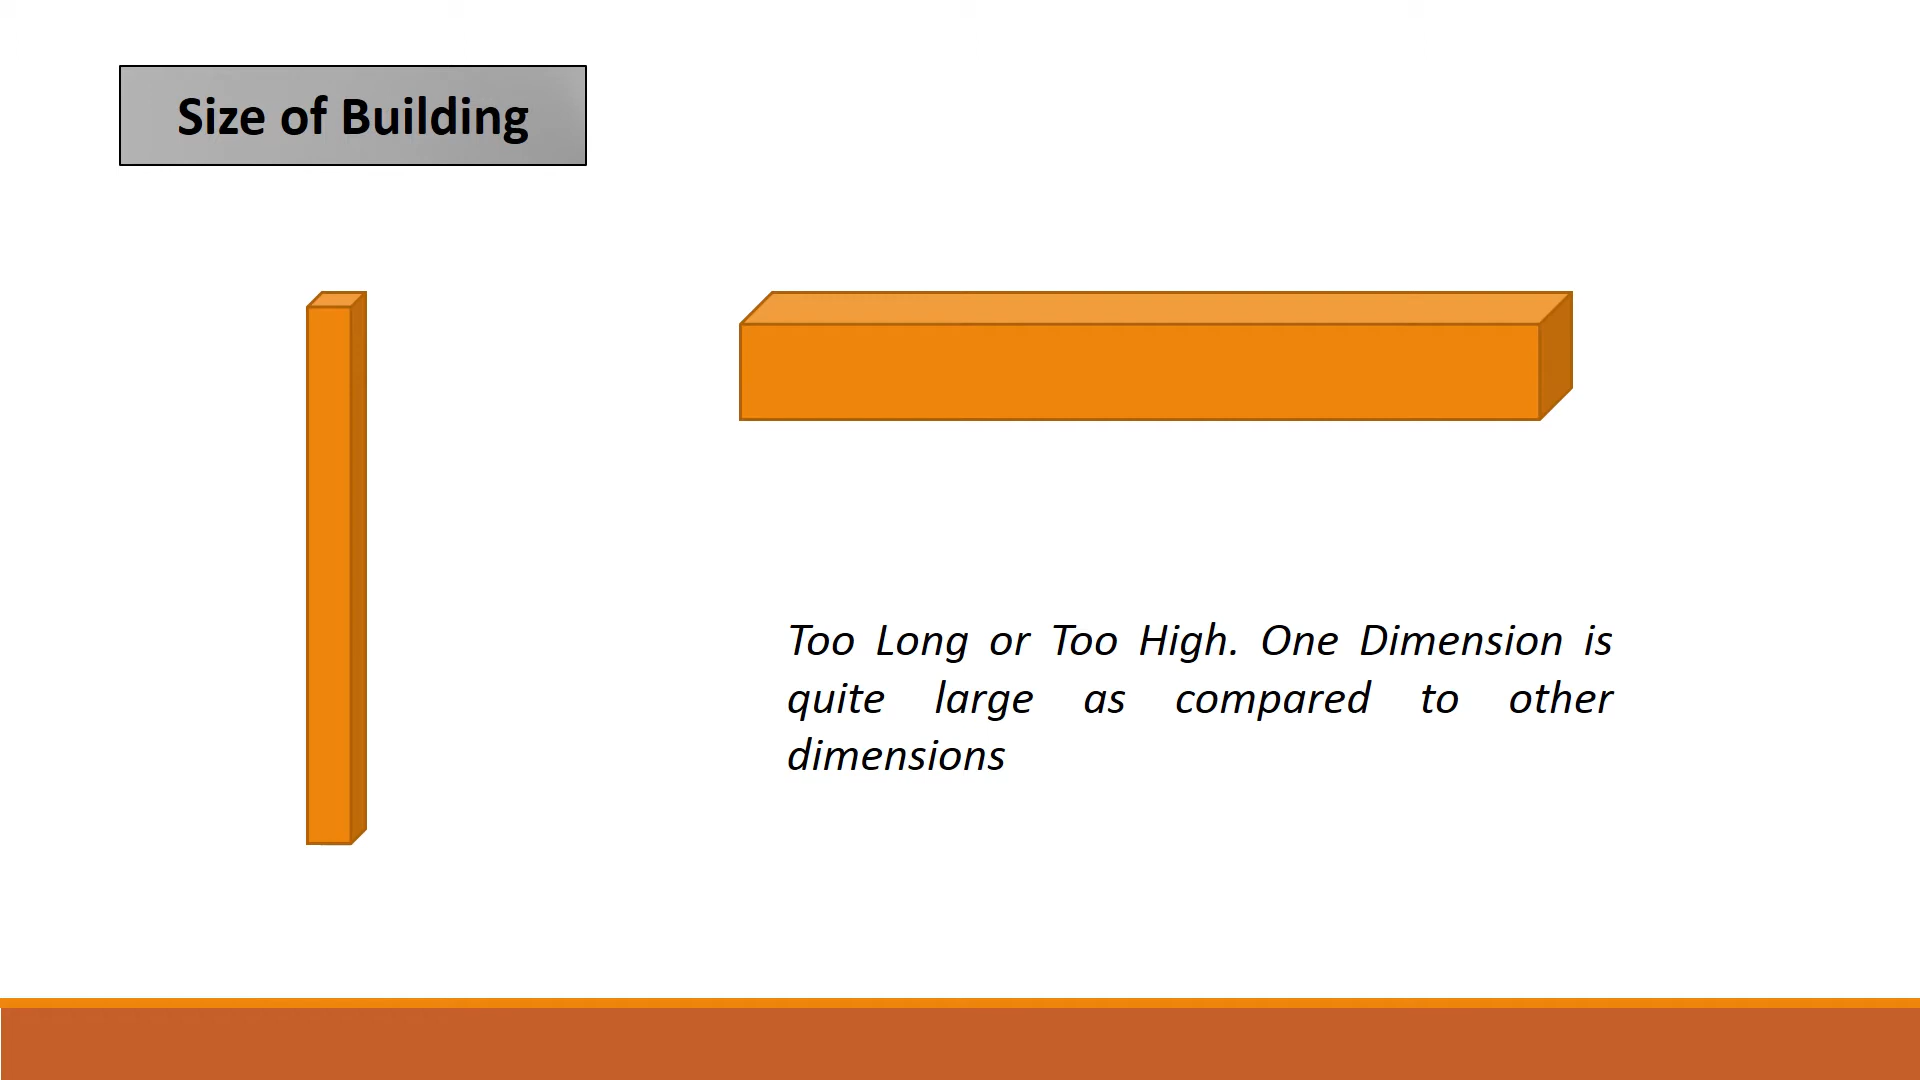 Size of Building
Too Long or Too High. One Dimension is
quite large as compared to other
dimensions